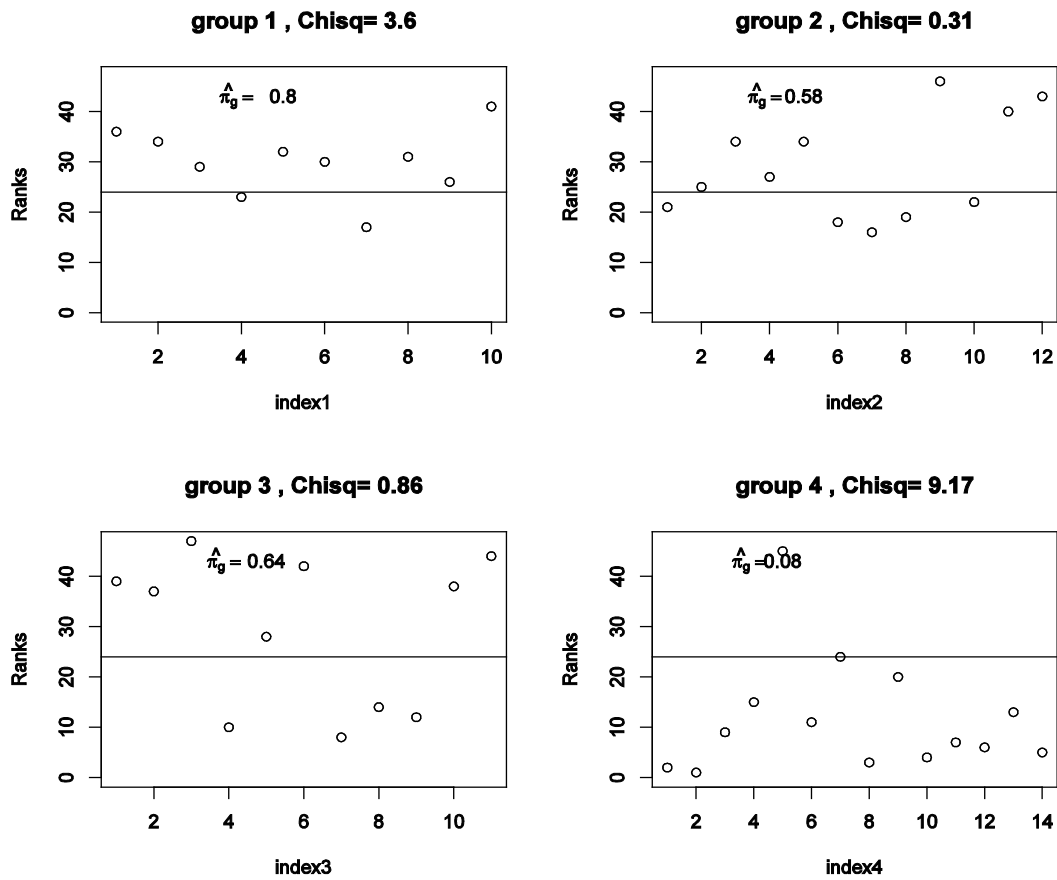 group 1 , Chisq= 3.6
π̂g = 0.8
Ranks
0 10 20 30 40
2 4 6 8 10
index1
group 2 , Chisq= 0.31
π̂g = 0.58
Ranks
0 10 20 30 40
2 4 6 8 10 12
index2
group 3 , Chisq= 0.86
π̂g = 0.64
Ranks
0 10 20 30 40
2 4 6 8 10
index3
group 4 , Chisq= 9.17
π̂g = 0.08
Ranks
0 10 20 30 40
2 4 6 8 10 12 14
index4